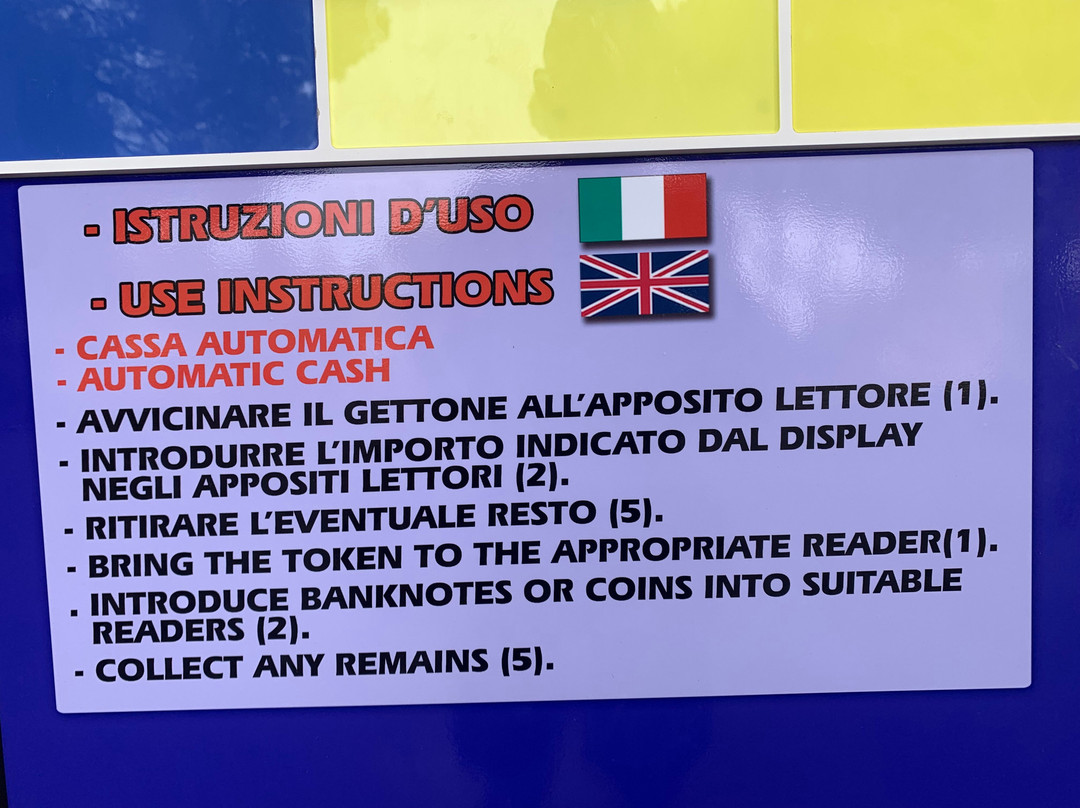 - ISTRUZIONI D'USO
- USE INSTRUCTIONS
- CASSA AUTOMATICA
- AUTOMATIC CASH
- AVVICINARE IL GETTONE ALL'APPOSITO LETTORE (1).
- INTRODURRE L'IMPORTO INDICATO DAL DISPLAY
NEGLI APPOSITI LETTORI (2).
- RITIRARE L'EVENTUALE RESTO (5).
- BRING THE TOKEN TO THE APPROPRIATE READER(1).
. INTRODUCE BANKNOTES OR COINS INTO SUITABLE
READERS (2).
- COLLECT ANY REMAINS (5).